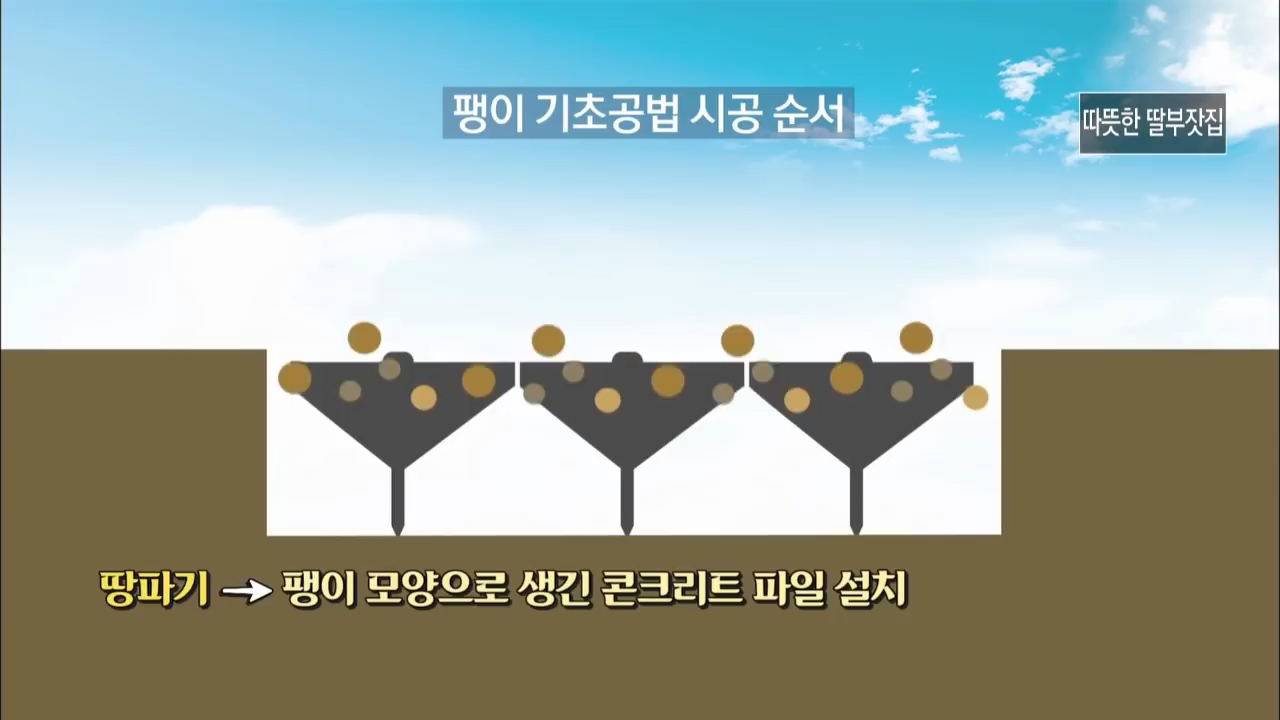 팽이 기초공법 시공 순서
따뜻한 딸부잣집
땅파기 → 팽이 모양으로 생긴 콘크리트 파일 설치